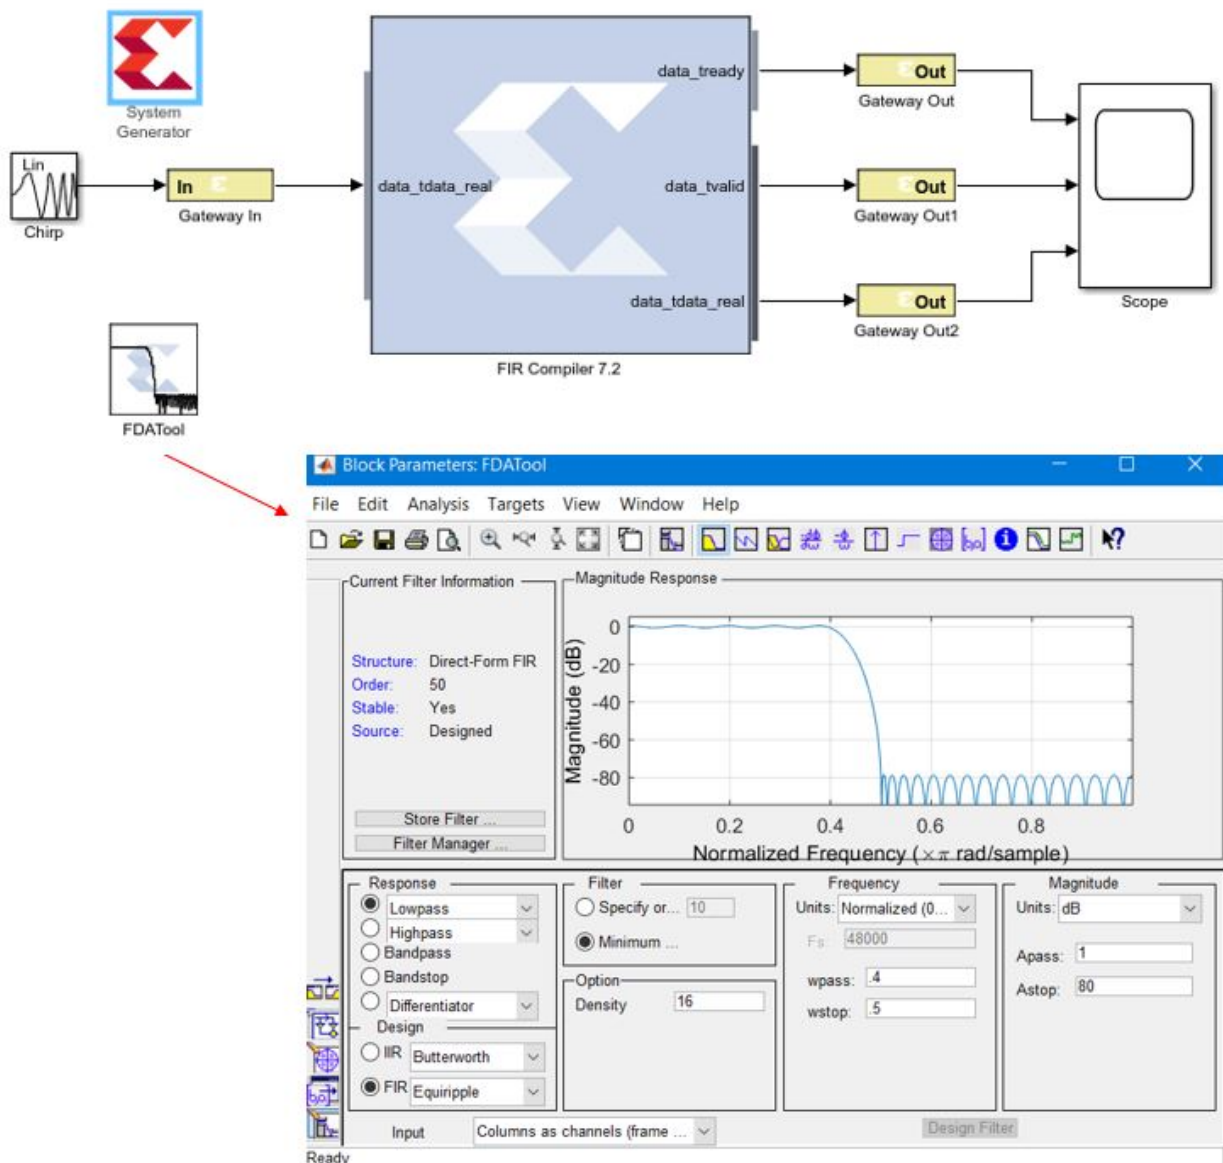 System
Generator
Lin
Chirp
In
Gateway In
data_tdata_real
data_tready
data_tvalid
data_tdata_real
FIR Compiler 7.2
Out
Gateway Out
Out
Gateway Out1
Out
Gateway Out2
Scope
FDATool
Block Parameters: FDATool
File Edit Analysis Targets View Window Help
Current Filter Information
Structure: Direct-Form FIR
Order: 50
Stable: Yes
Source: Designed
Store Filter ...
Filter Manager ...
Magnitude Response
Magnitude (dB)
0
-20
-40
-60
-80
0 0.2 0.4 0.6 0.8
Normalized Frequency (×π rad/sample)
Response
Lowpass
Highpass
Bandpass
Bandstop
Differentiator
Design
IIR Butterworth
FIR Equiripple
Filter
Specify or... 10
Minimum ...
Option
Density 16
Frequency
Units: Normalized (0...
Fs: 48000
wpass: .4
wstop: .5
Magnitude
Units: dB
Apass: 1
Astop: 80
Input Columns as channels (frame ...
Design Filter
Ready